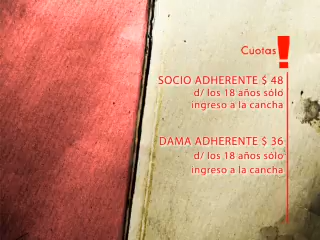 Cuotas !
SOCIO ADHERENTE $ 48
d/ los 18 años sólo
ingreso a la cancha
DAMA ADHERENTE $ 36
d/ los 18 años sólo
ingreso a la cancha